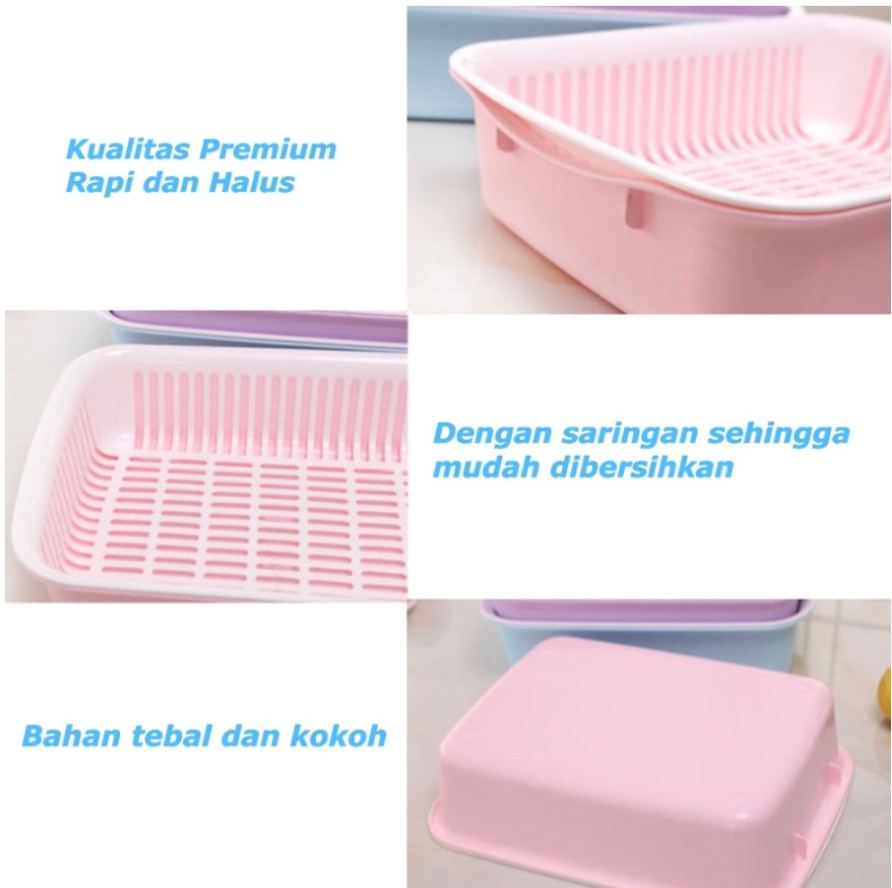 Kualitas Premium
Rapi dan Halus
Dengan saringan sehingga
mudah dibersihkan
Bahan tebal dan kokoh